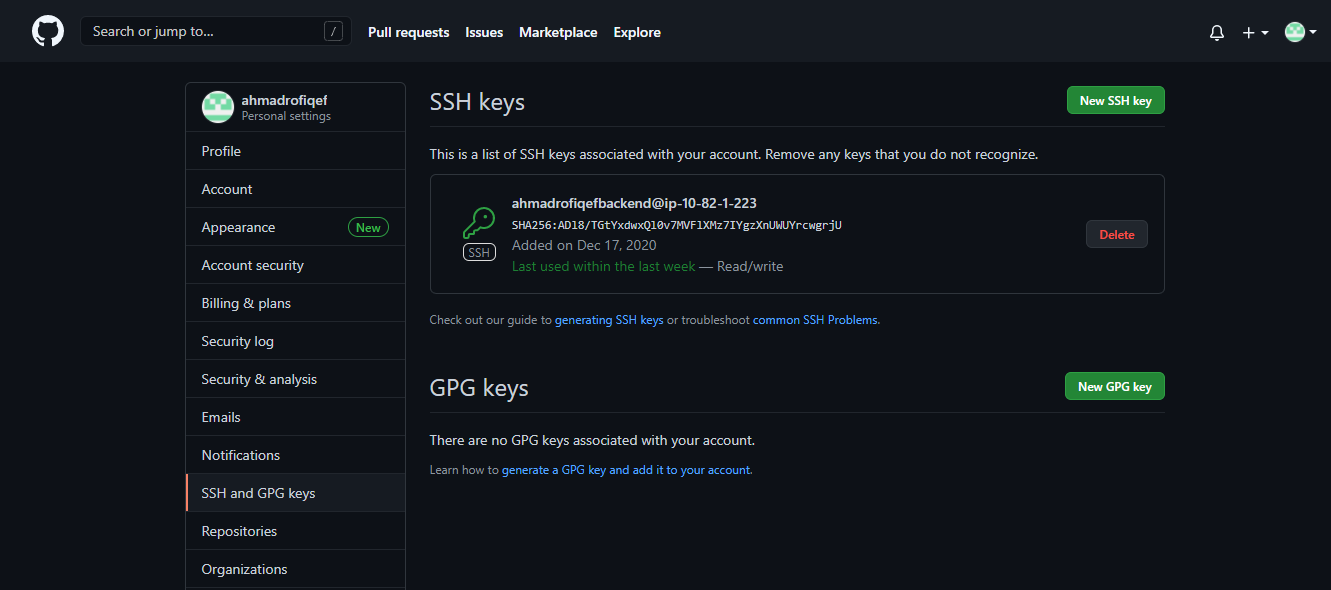 Search or jump to... /
Pull requests Issues Marketplace Explore
ahmadrofiqef
Personal settings
Profile
Account
Appearance New
Account security
Billing & plans
Security log
Security & analysis
Emails
Notifications
SSH and GPG keys
Repositories
Organizations
SSH keys
New SSH key
This is a list of SSH keys associated with your account. Remove any keys that you do not recognize.
ahmadrofiqefbackend@ip-10-82-1-223
SHA256:ADl8/TGtYxdwxQl0v7MVFlXMz7IYgzXnUWUYrcwgrjU
SSH
Added on Dec 17, 2020
Last used within the last week — Read/write
Delete
Check out our guide to generating SSH keys or troubleshoot common SSH Problems.
GPG keys
New GPG key
There are no GPG keys associated with your account.
Learn how to generate a GPG key and add it to your account.